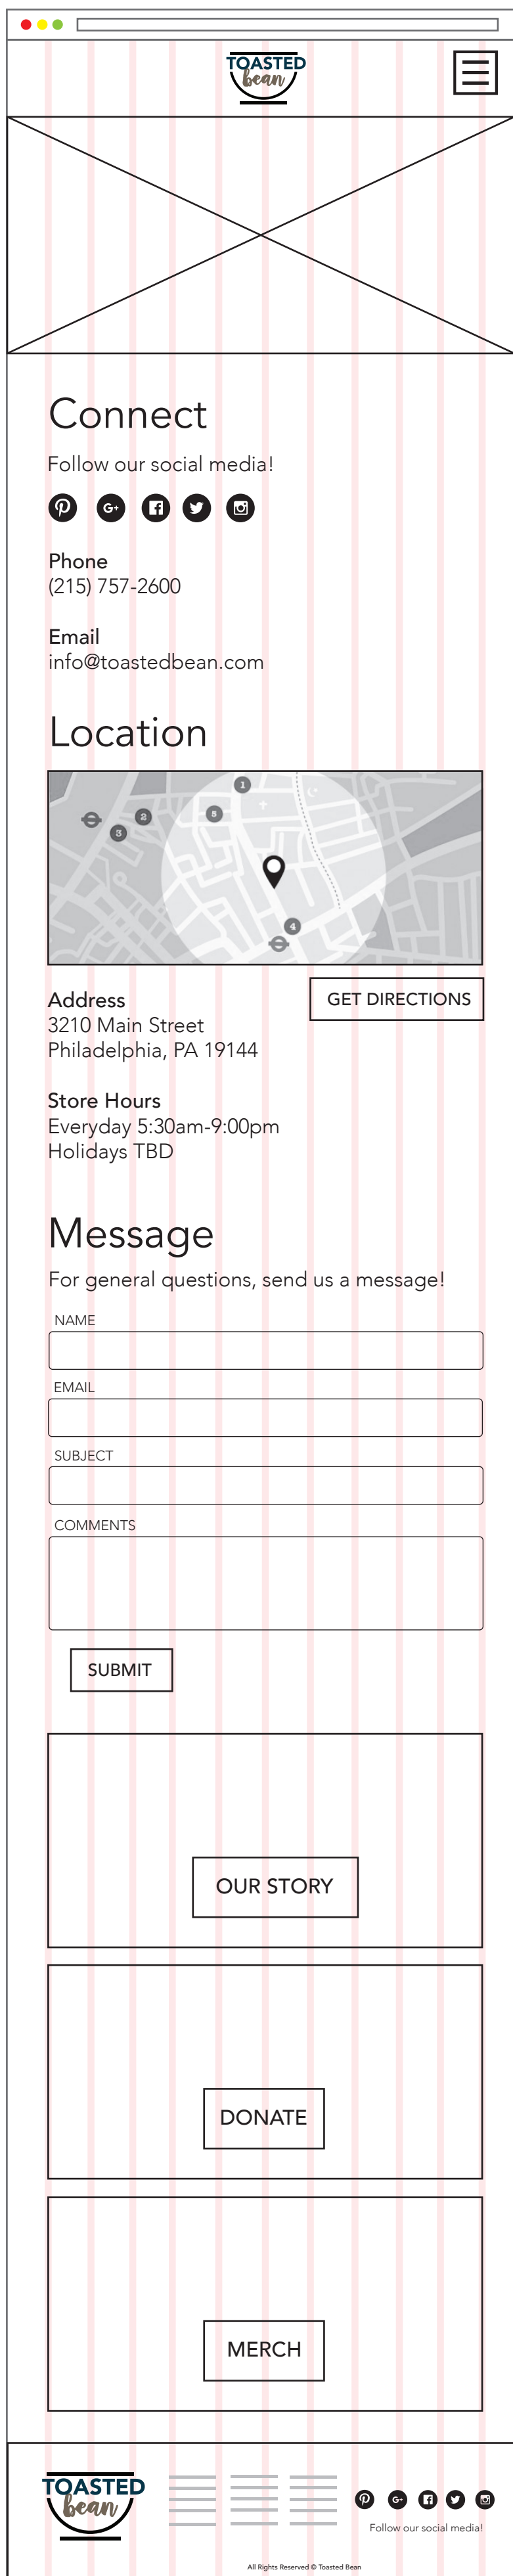 TOASTED
bean
Connect
Follow our social media!
Phone
(215) 757-2600
Email
info@toastedbean.com
Location
1
2
5
3
4
GET DIRECTIONS
Address
3210 Main Street
Philadelphia, PA 19144
Store Hours
Everyday 5:30am-9:00pm
Holidays TBD
Message
For general questions, send us a message!
NAME
EMAIL
SUBJECT
COMMENTS
SUBMIT
OUR STORY
DONATE
MERCH
TOASTED
bean
Follow our social media!
All Rights Reserved © Toasted Bean